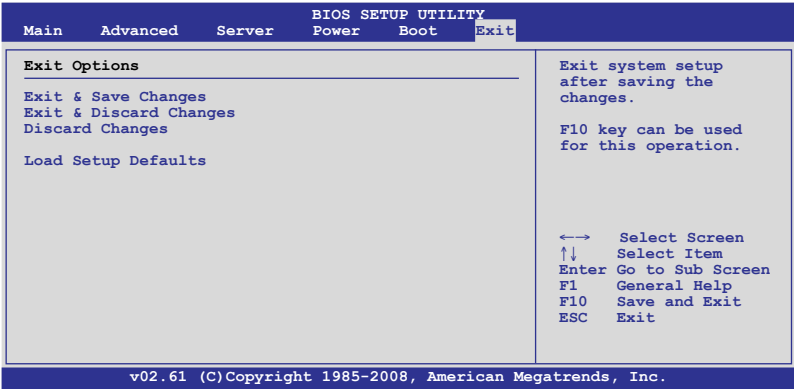 BIOS SETUP UTILITY
Main Advanced Server Power Boot Exit
Exit Options
Exit & Save Changes
Exit & Discard Changes
Discard Changes
Load Setup Defaults
Exit system setup
after saving the
changes.
F10 key can be used
for this operation.
←→ Select Screen
↑↓ Select Item
Enter Go to Sub Screen
F1 General Help
F10 Save and Exit
ESC Exit
v02.61 (C)Copyright 1985-2008, American Megatrends, Inc.